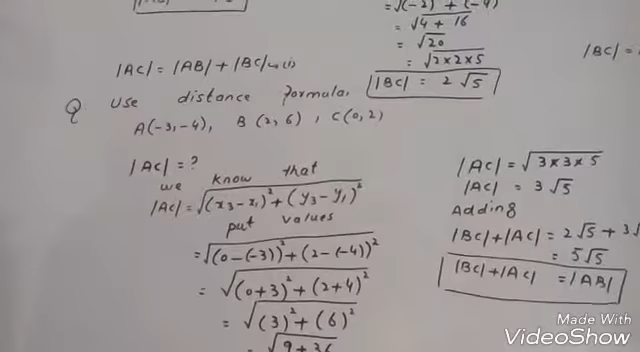 = √(-2)² + (-4)²
= √4 + 16
= √20
= √2×2×5
|BC| = 2√5
|BC| =
|AC| = |AB| + |BC| → (i)
Q use distance formula.
A(-3,-4), B(2,6), C(0,2)
|AC| = ?
we know that
|AC| = √(x₃-x₁)² + (y₃-y₁)²
put values
= √(0-(-3))² + (2-(-4))²
= √(0+3)² + (2+4)²
= √(3)² + (6)²
= √9+36
|AC| = √3×3×5
|AC| = 3√5
Adding
|BC|+|AC| = 2√5 + 3√
= 5√5
|BC|+|AC| = |AB|
Made With
VideoShow